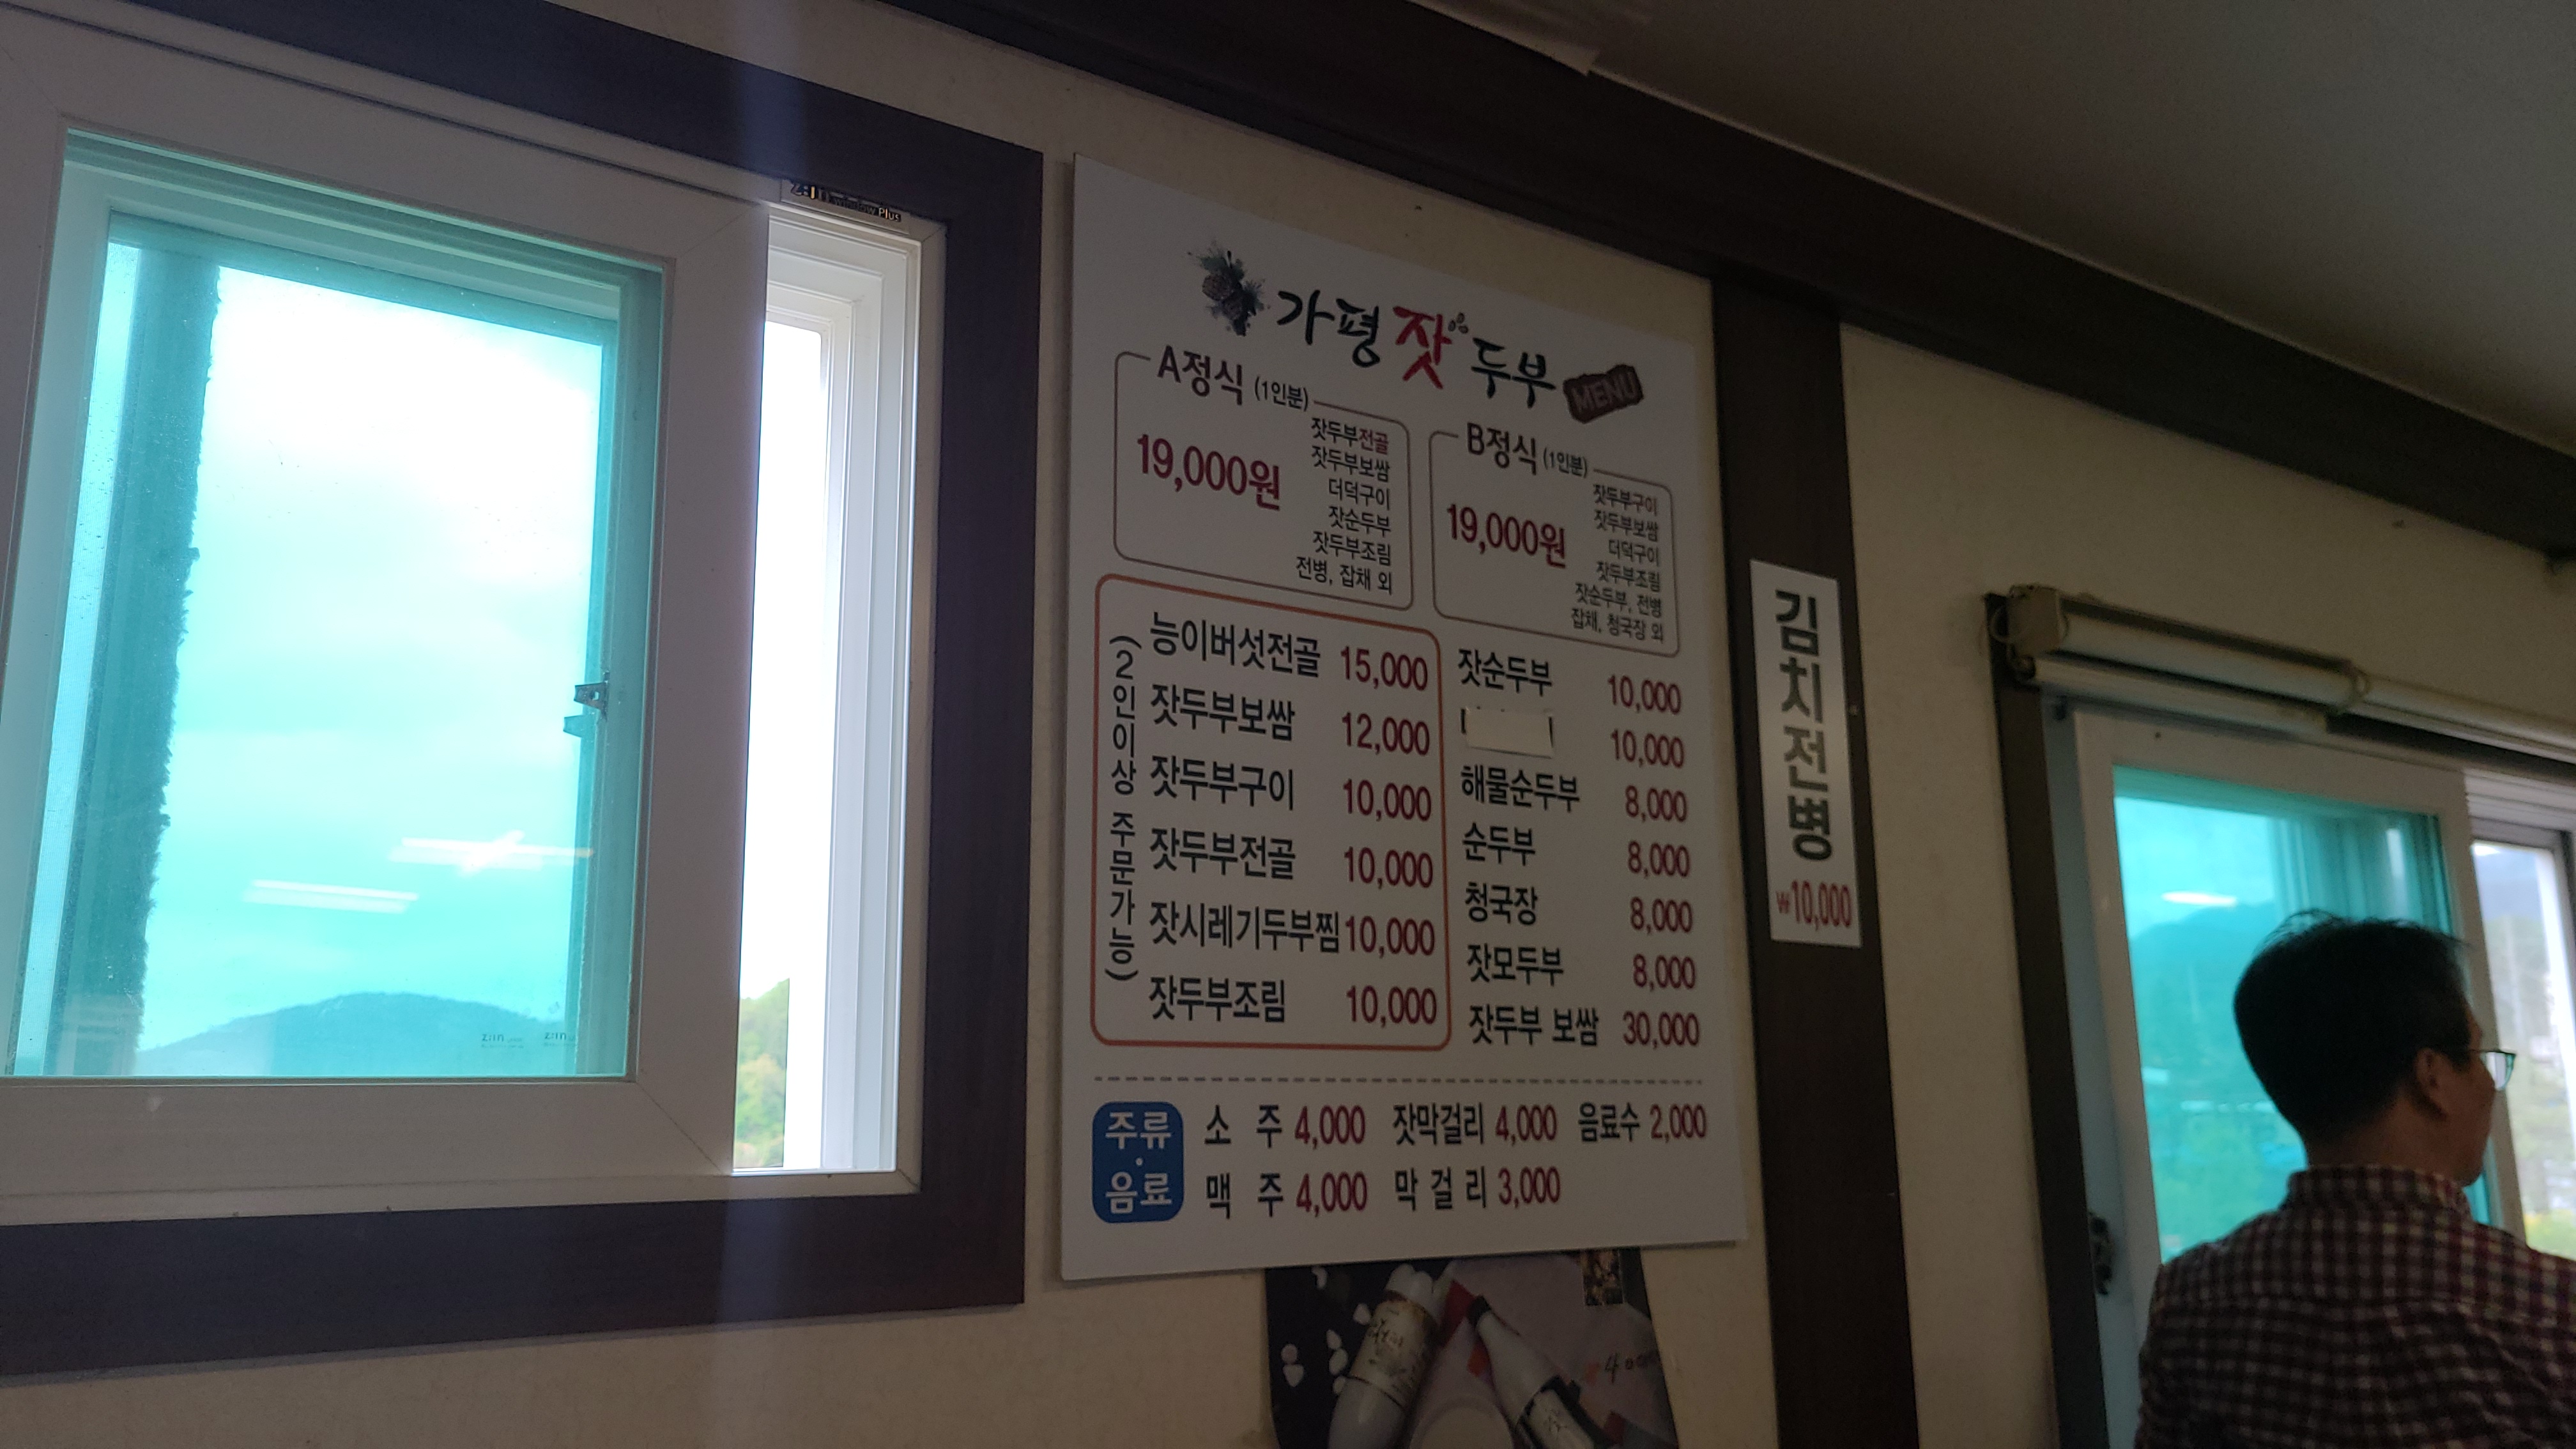 가평 잣 두부 MENU
A정식 (1인분)
19,000원
잣두부전골
잣두부보쌈
더덕구이
잣순두부
잣두부조림
전병, 잡채 외
B정식 (1인분)
19,000원
잣두부구이
잣두부보쌈
더덕구이
잣두부조림
잣순두부, 전병
잡채, 청국장 외
(2인이상 주문가능)
능이버섯전골 15,000
잣두부보쌈 12,000
잣두부구이 10,000
잣두부전골 10,000
잣시레기두부찜 10,000
잣두부조림 10,000
잣순두부 10,000
10,000
해물순두부 8,000
순두부 8,000
청국장 8,000
잣모두부 8,000
잣두부 보쌈 30,000
주류
·
음료
소 주 4,000 잣막걸리 4,000 음료수 2,000
맥 주 4,000 막 걸 리 3,000
김치전병
₩10,000
window Plus